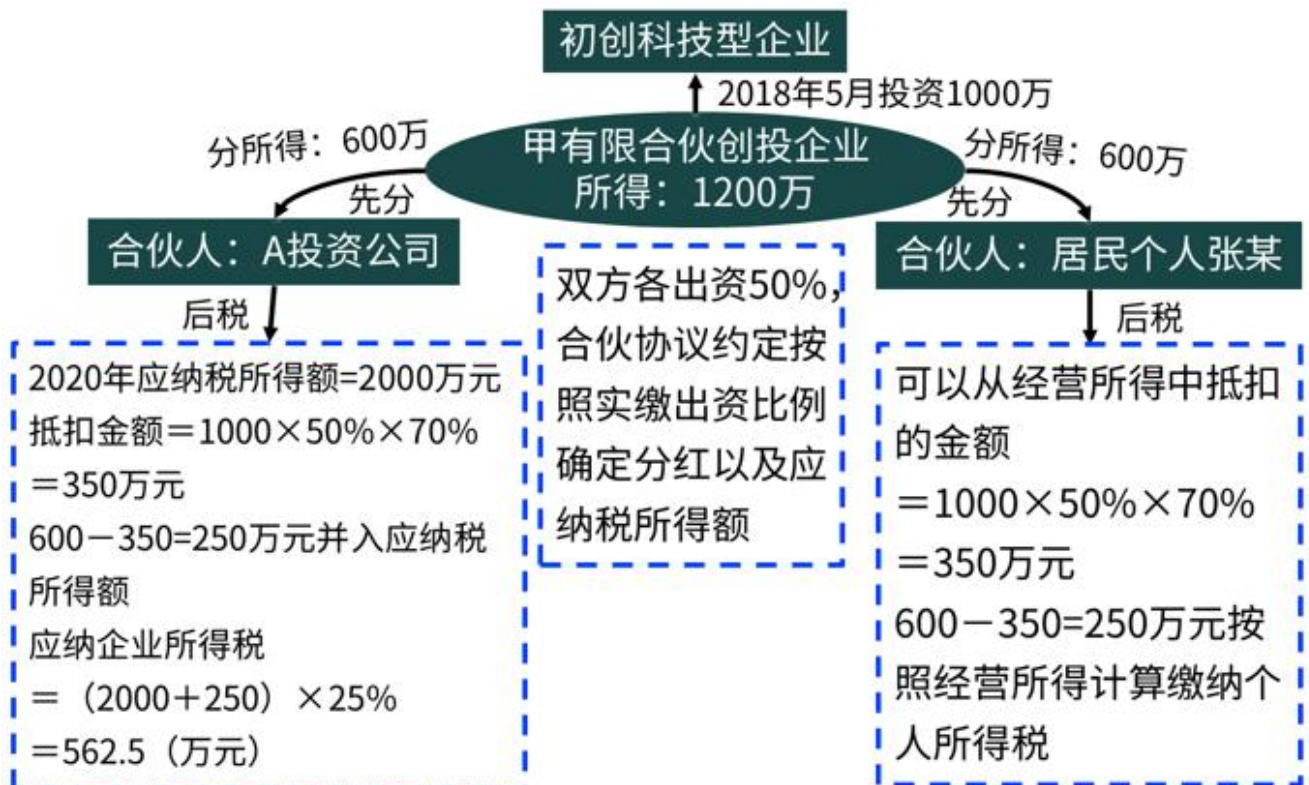 初创科技型企业
2018年5月投资1000万
甲有限合伙创投企业
所得：1200万
分所得：600万
先分
分所得：600万
先分
合伙人：A投资公司
合伙人：居民个人张某
后税
后税
2020年应纳税所得额=2000万元
抵扣金额＝1000×50%×70%
＝350万元
600－350=250万元并入应纳税
所得额
应纳企业所得税
＝（2000＋250）×25%
＝562.5（万元）
双方各出资50%，
合伙协议约定按
照实缴出资比例
确定分红以及应
纳税所得额
可以从经营所得中抵扣
的金额
＝1000×50%×70%
＝350万元
600－350=250万元按
照经营所得计算缴纳个
人所得税